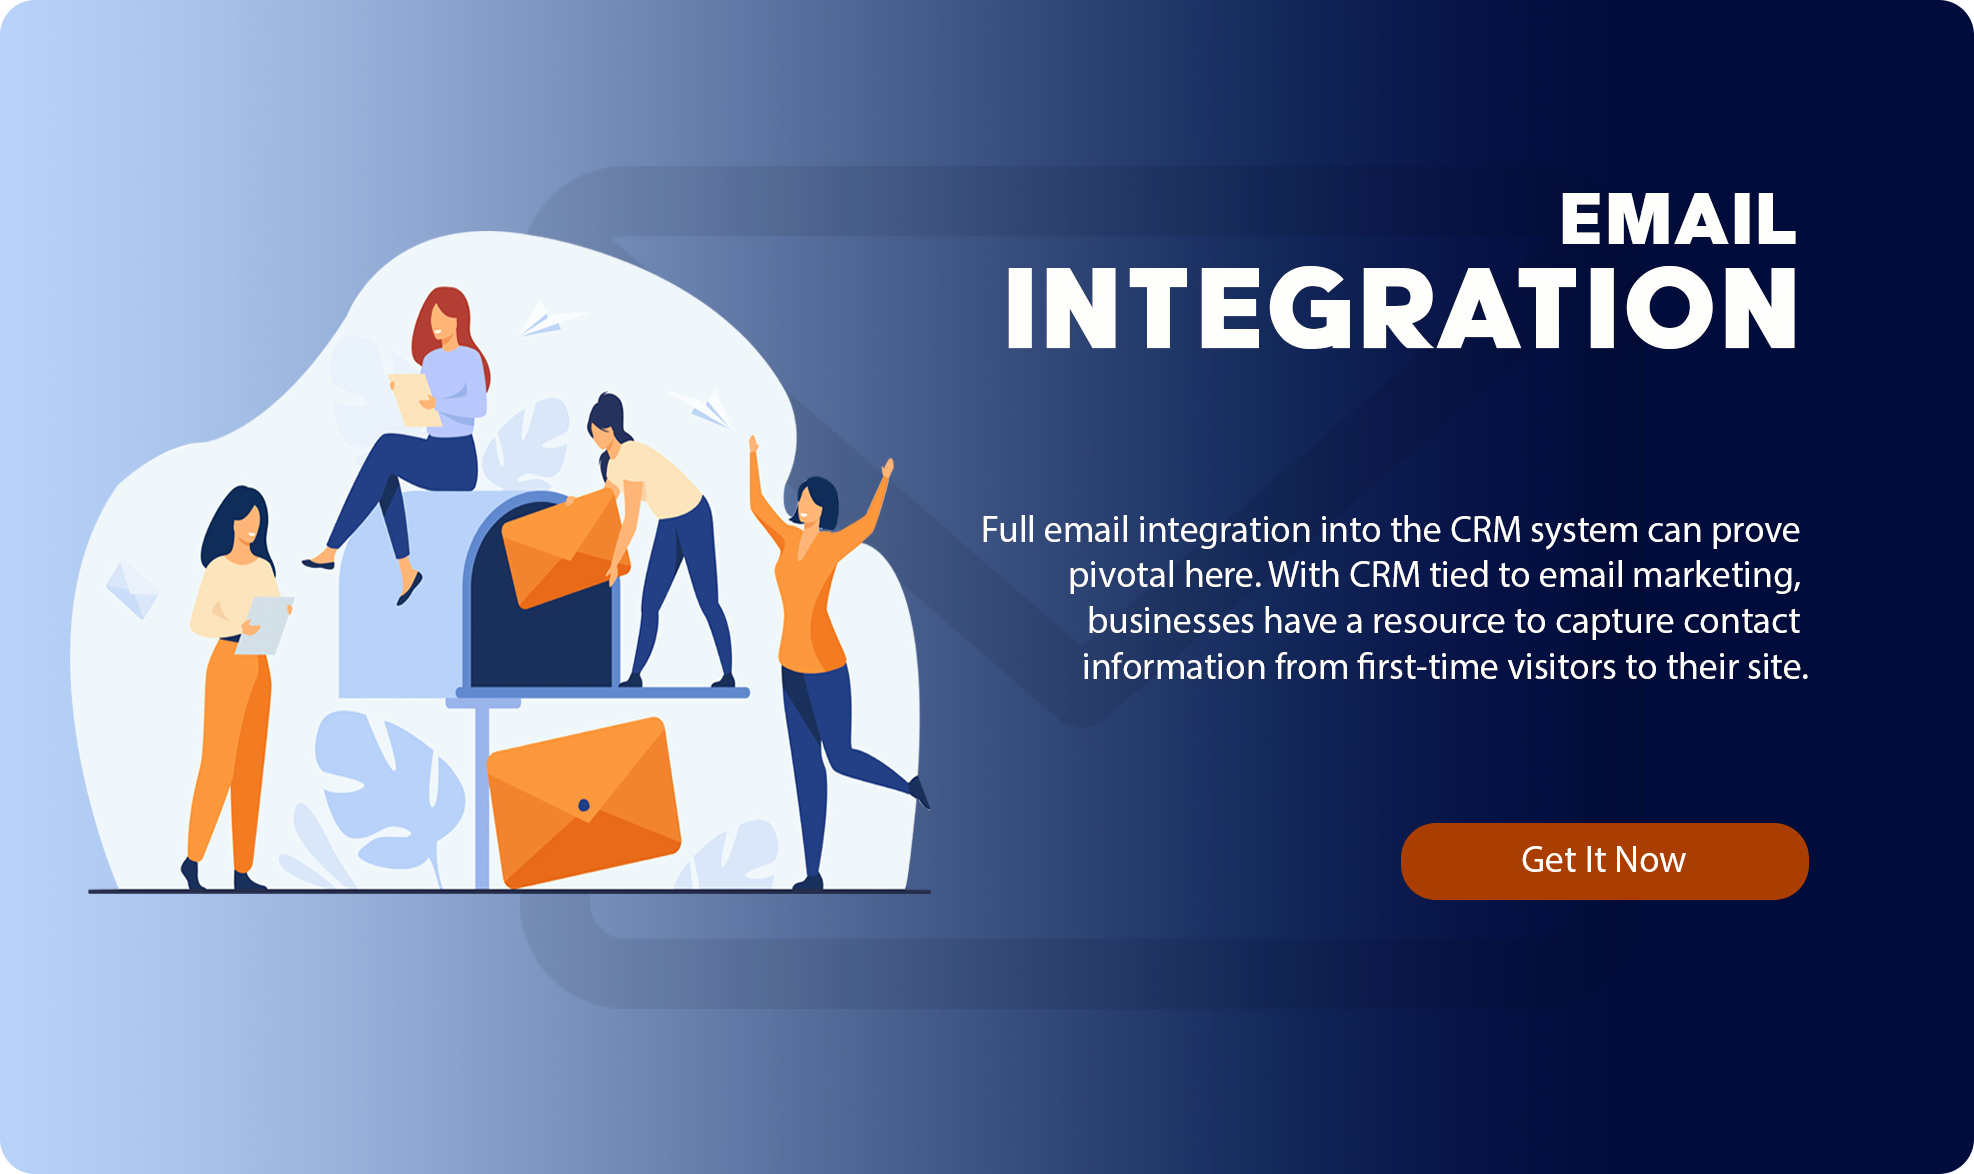 EMAIL
INTEGRATION
Full email integration into the CRM system can prove
pivotal here. With CRM tied to email marketing,
businesses have a resource to capture contact
information from first-time visitors to their site.
Get It Now